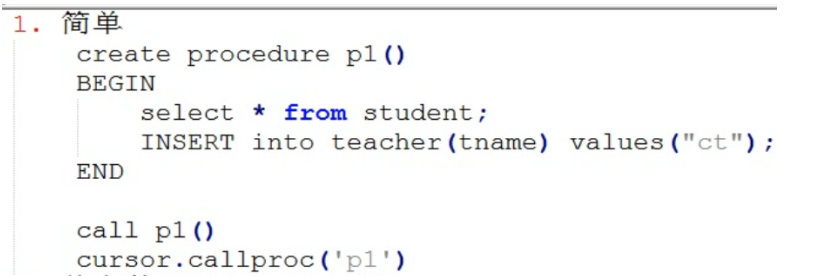 1. 简单
create procedure p1()
BEGIN
select * from student;
INSERT into teacher(tname) values("ct");
END
call p1()
cursor.callproc('p1')